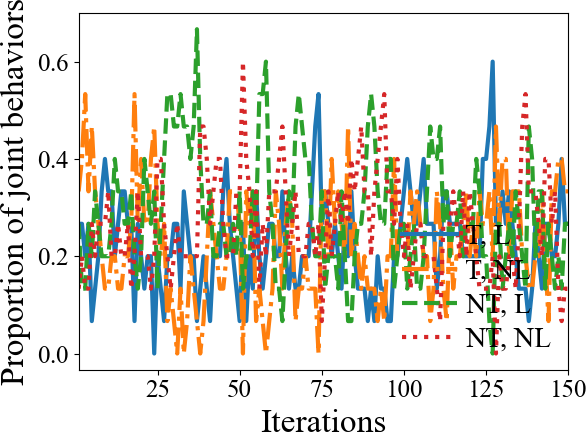 Proportion of joint behaviors
0.6
0.4
0.2
0.0
T, L
T, NL
NT, L
NT, NL
25 50 75 100 125 150
Iterations